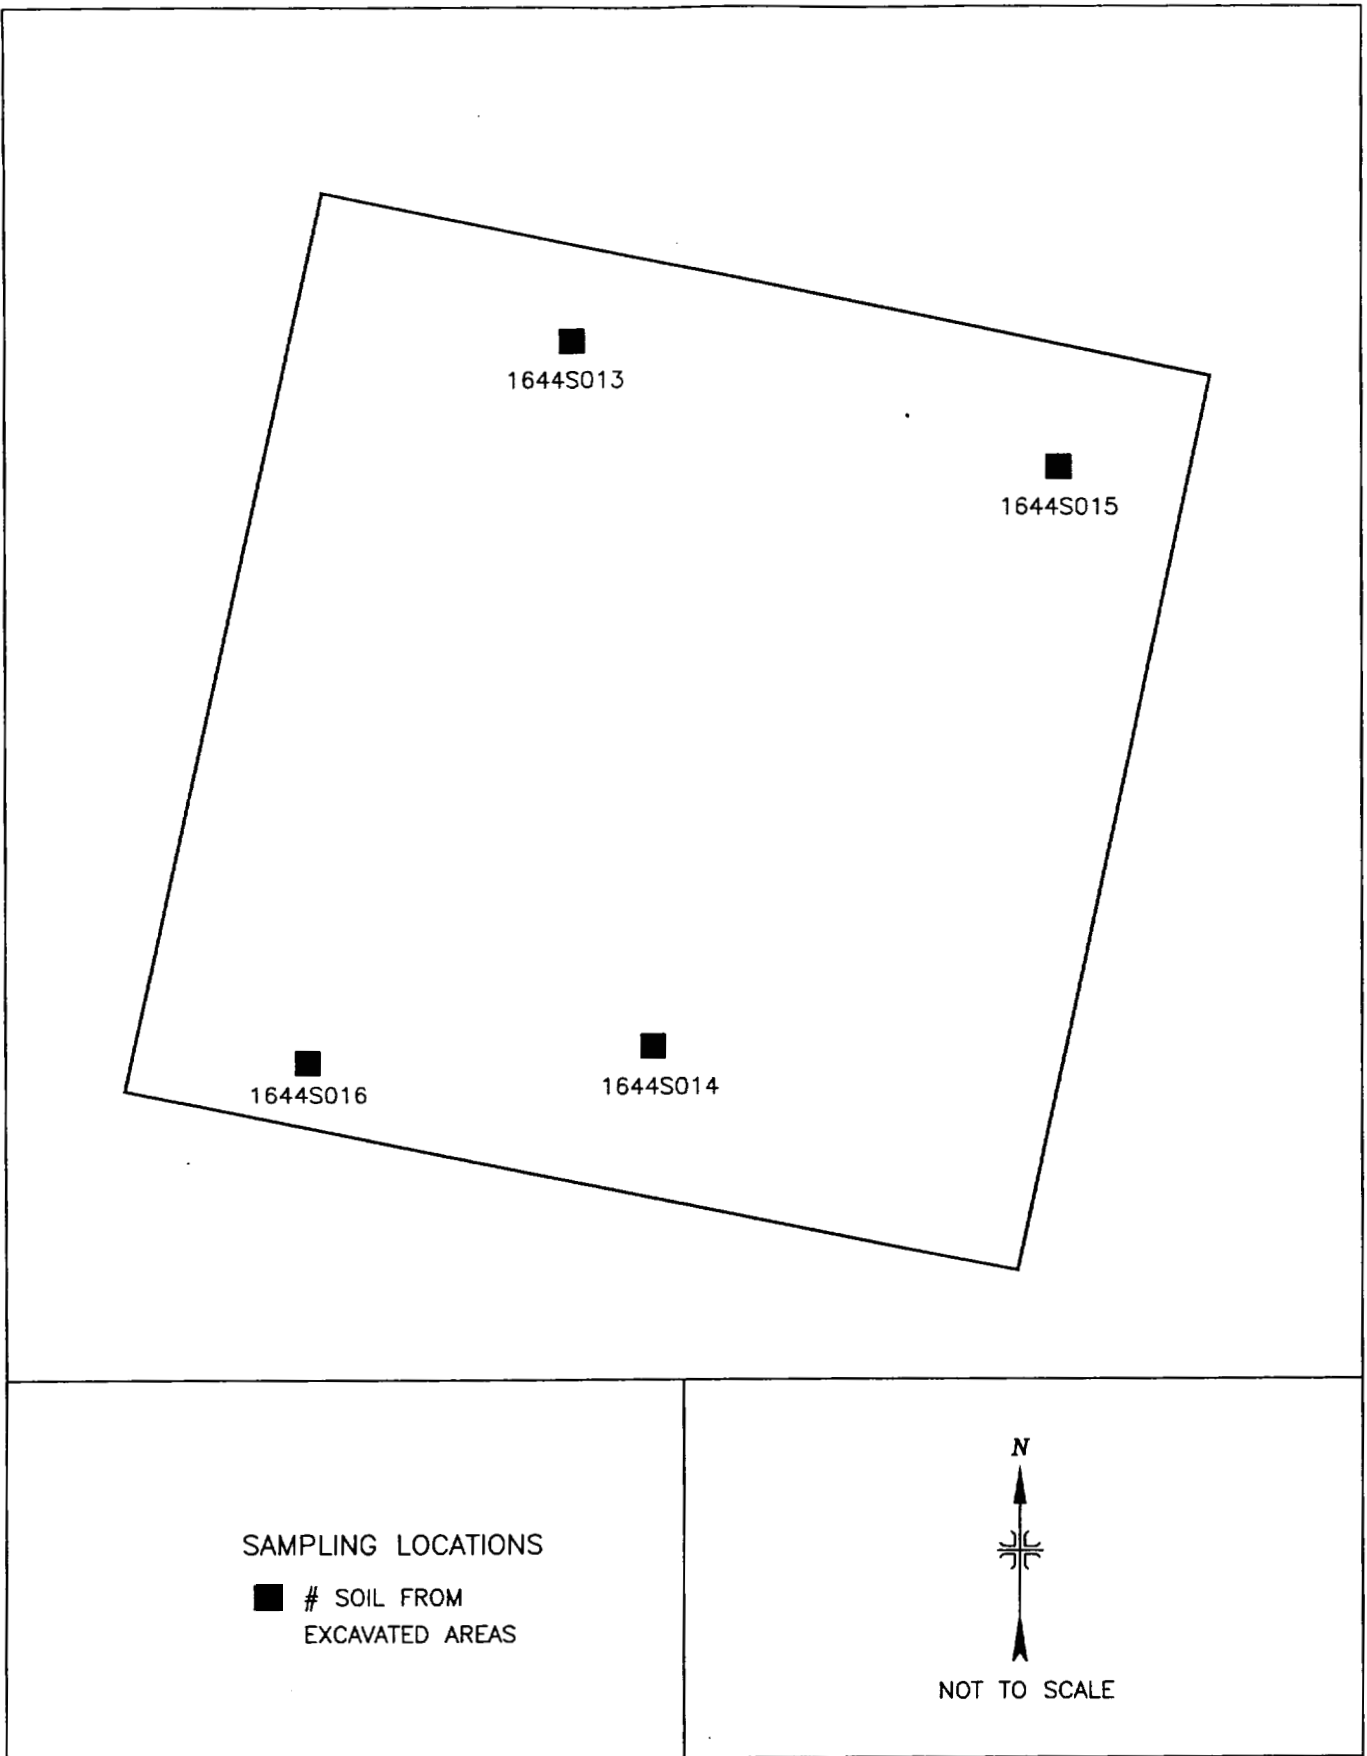 1644S013
1644S015
1644S016
1644S014
SAMPLING LOCATIONS
# SOIL FROM
EXCAVATED AREAS
N
NOT TO SCALE